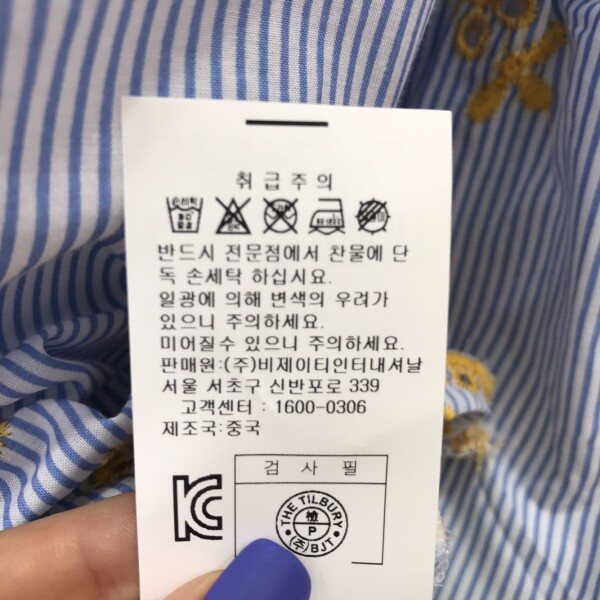 취급주의
손세탁
반드시 전문점에서 찬물에 단
독 손세탁 하십시요.
일광에 의해 변색의 우려가
있으니 주의하세요.
미어질수 있으니 주의하세요.
판매원:(주)비제이티인터내셔날
서울 서초구 신반포로 339
고객센터 : 1600-0306
제조국:중국
KC
검사필
THE TILBURY
檢
P
(주)BJT